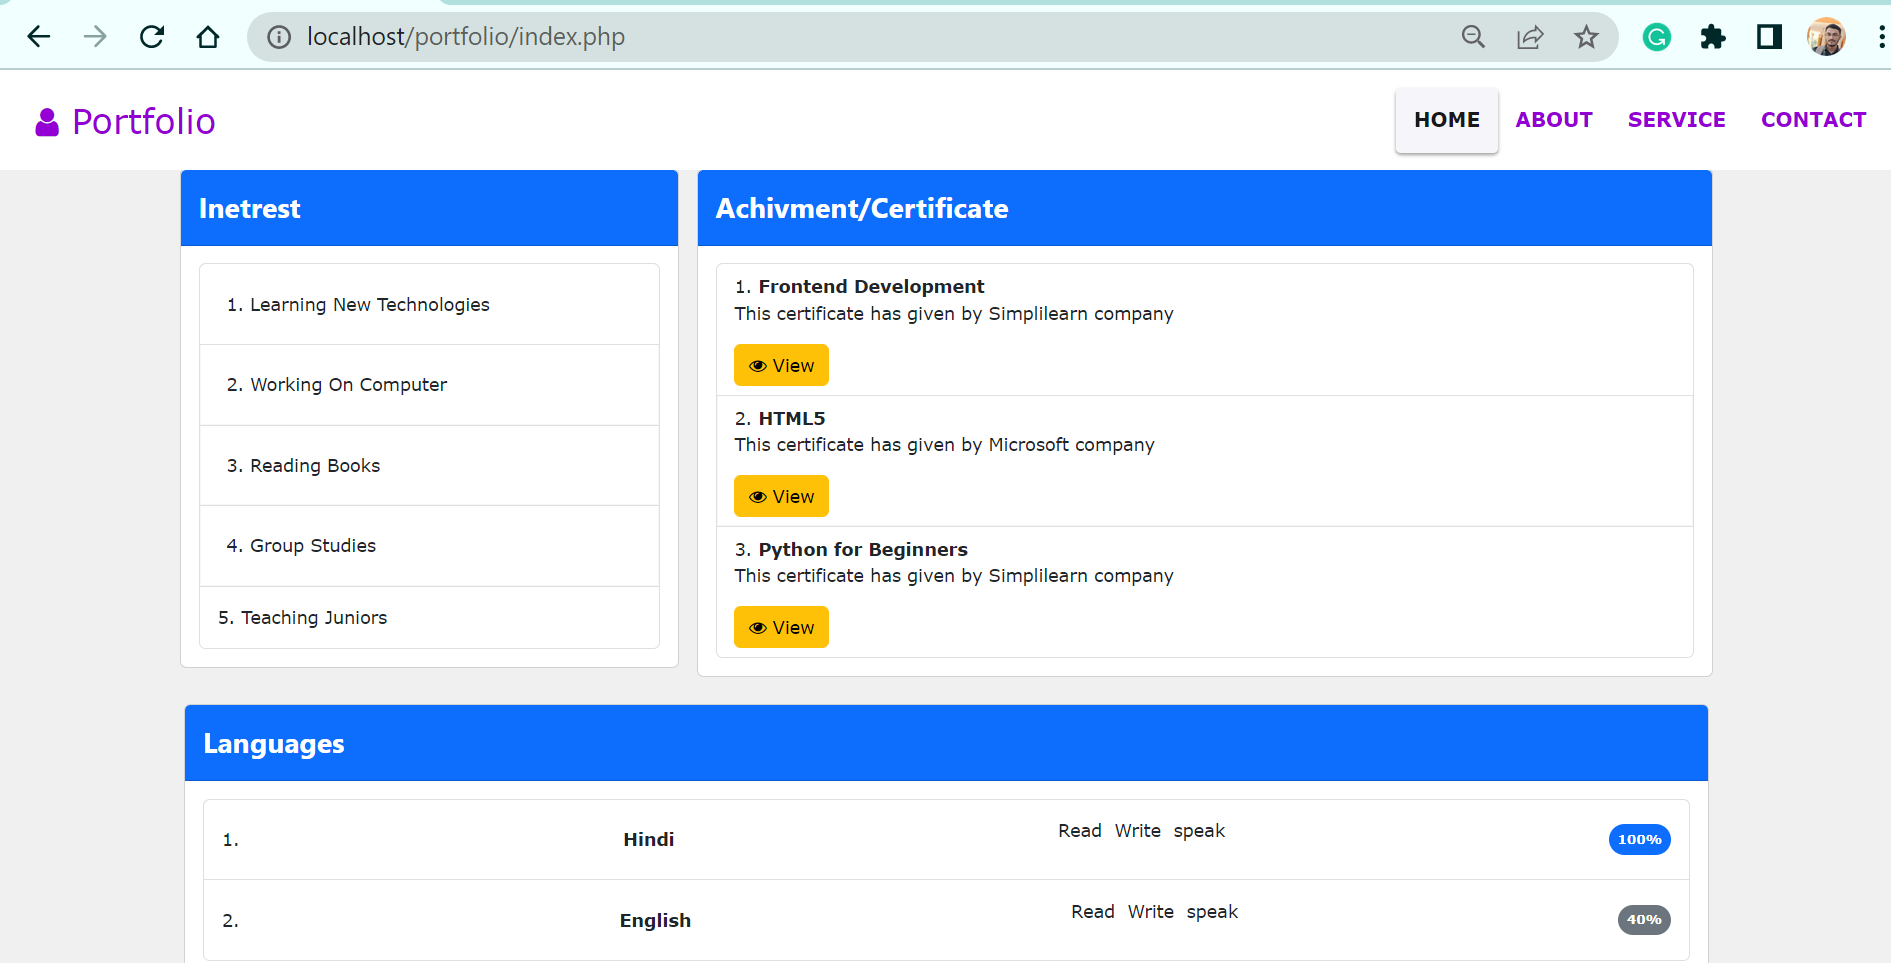 localhost/portfolio/index.php
Portfolio
HOME ABOUT SERVICE CONTACT
Inetrest
1. Learning New Technologies
2. Working On Computer
3. Reading Books
4. Group Studies
5. Teaching Juniors
Achivment/Certificate
1. Frontend Development
This certificate has given by Simplilearn company
View
2. HTML5
This certificate has given by Microsoft company
View
3. Python for Beginners
This certificate has given by Simplilearn company
View
Languages
1. Hindi Read Write speak 100%
2. English Read Write speak 40%